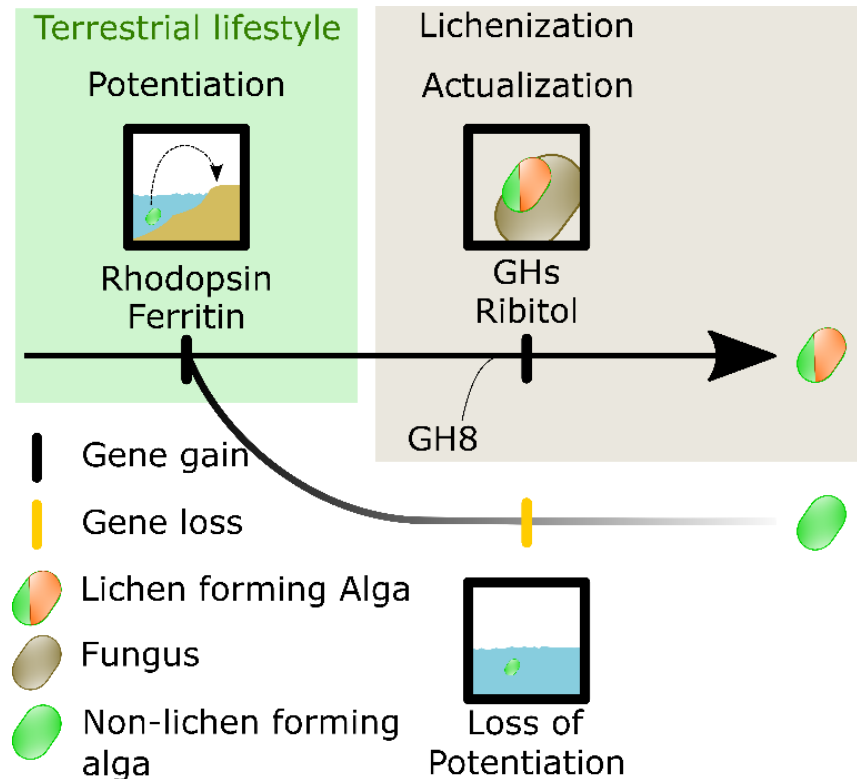 Terrestrial lifestyle
Potentiation
Rhodopsin
Ferritin
Lichenization
Actualization
GHs
Ribitol
GH8
Gene gain
Gene loss
Lichen forming Alga
Fungus
Non-lichen forming
alga
Loss of
Potentiation